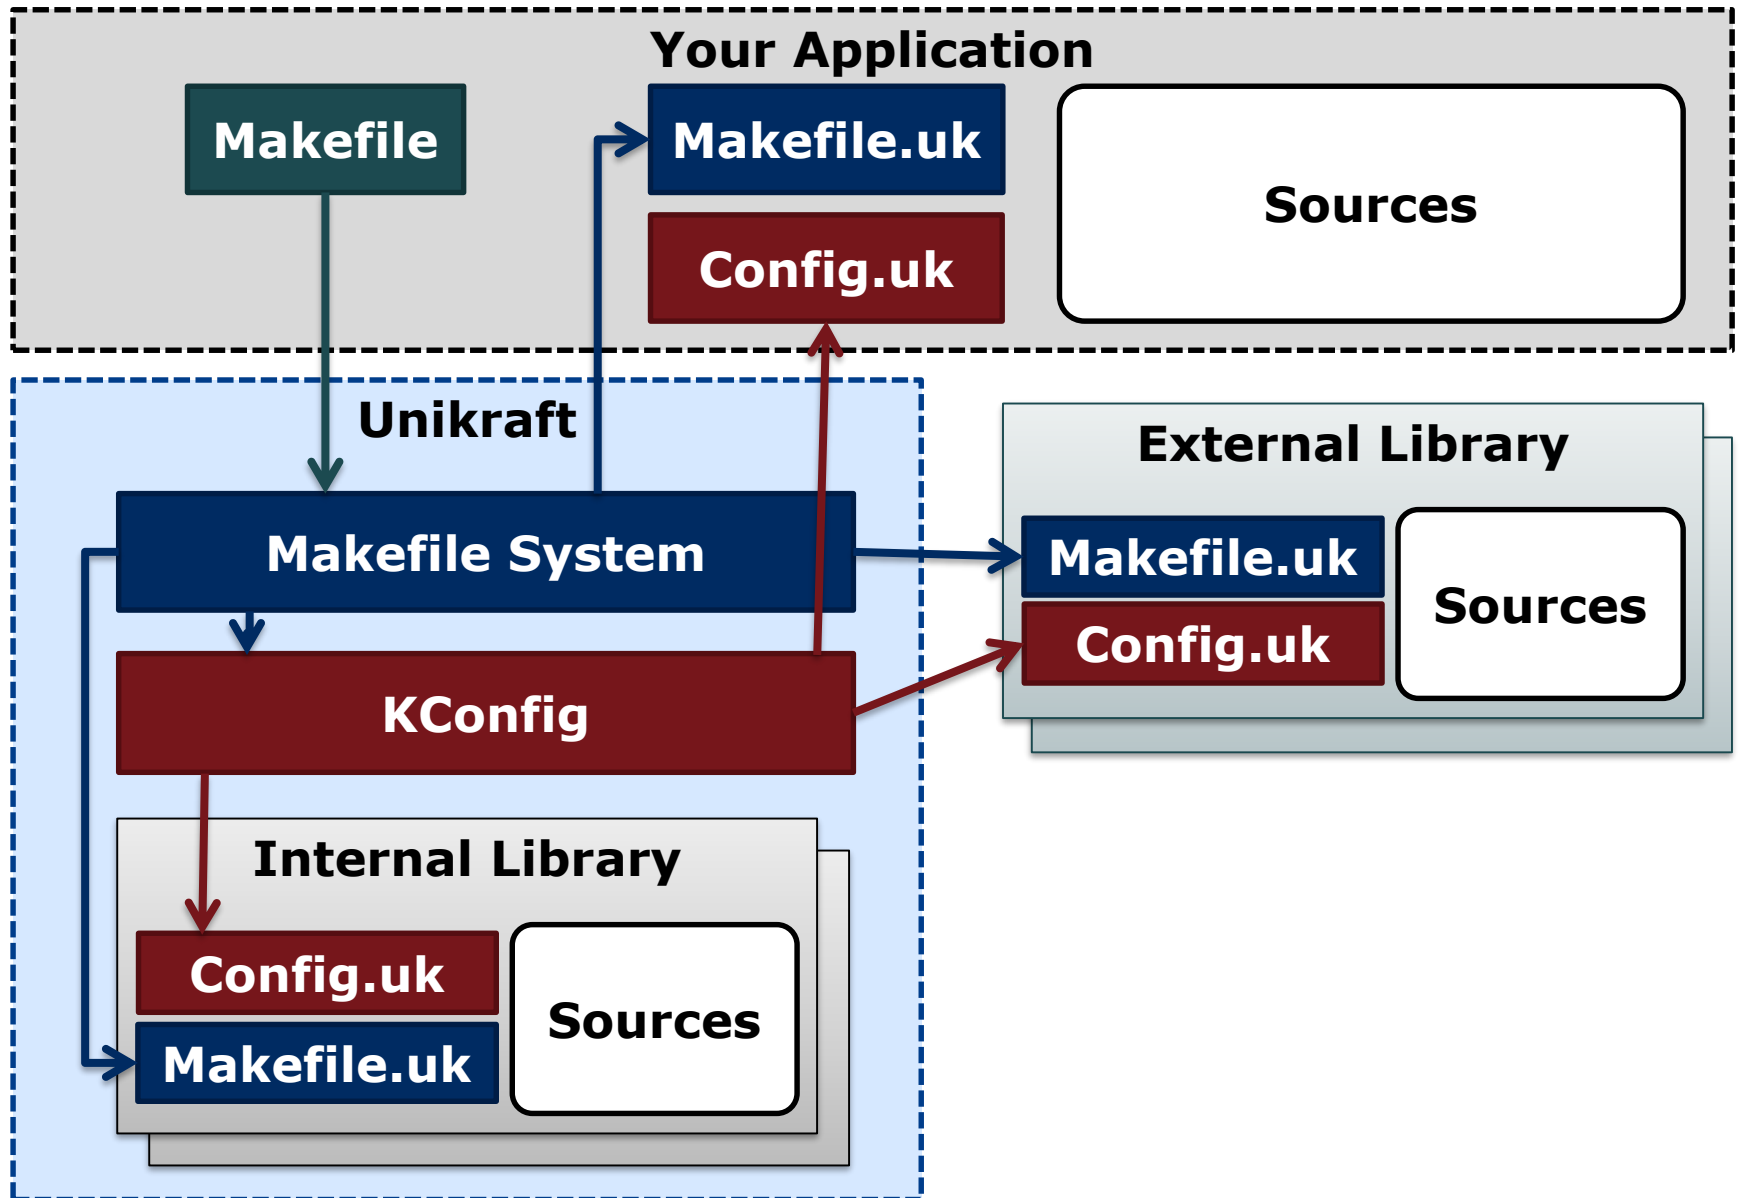 Your Application
Makefile
Makefile.uk
Config.uk
Sources
Unikraft
Makefile System
KConfig
Internal Library
Config.uk
Makefile.uk
Sources
External Library
Makefile.uk
Config.uk
Sources